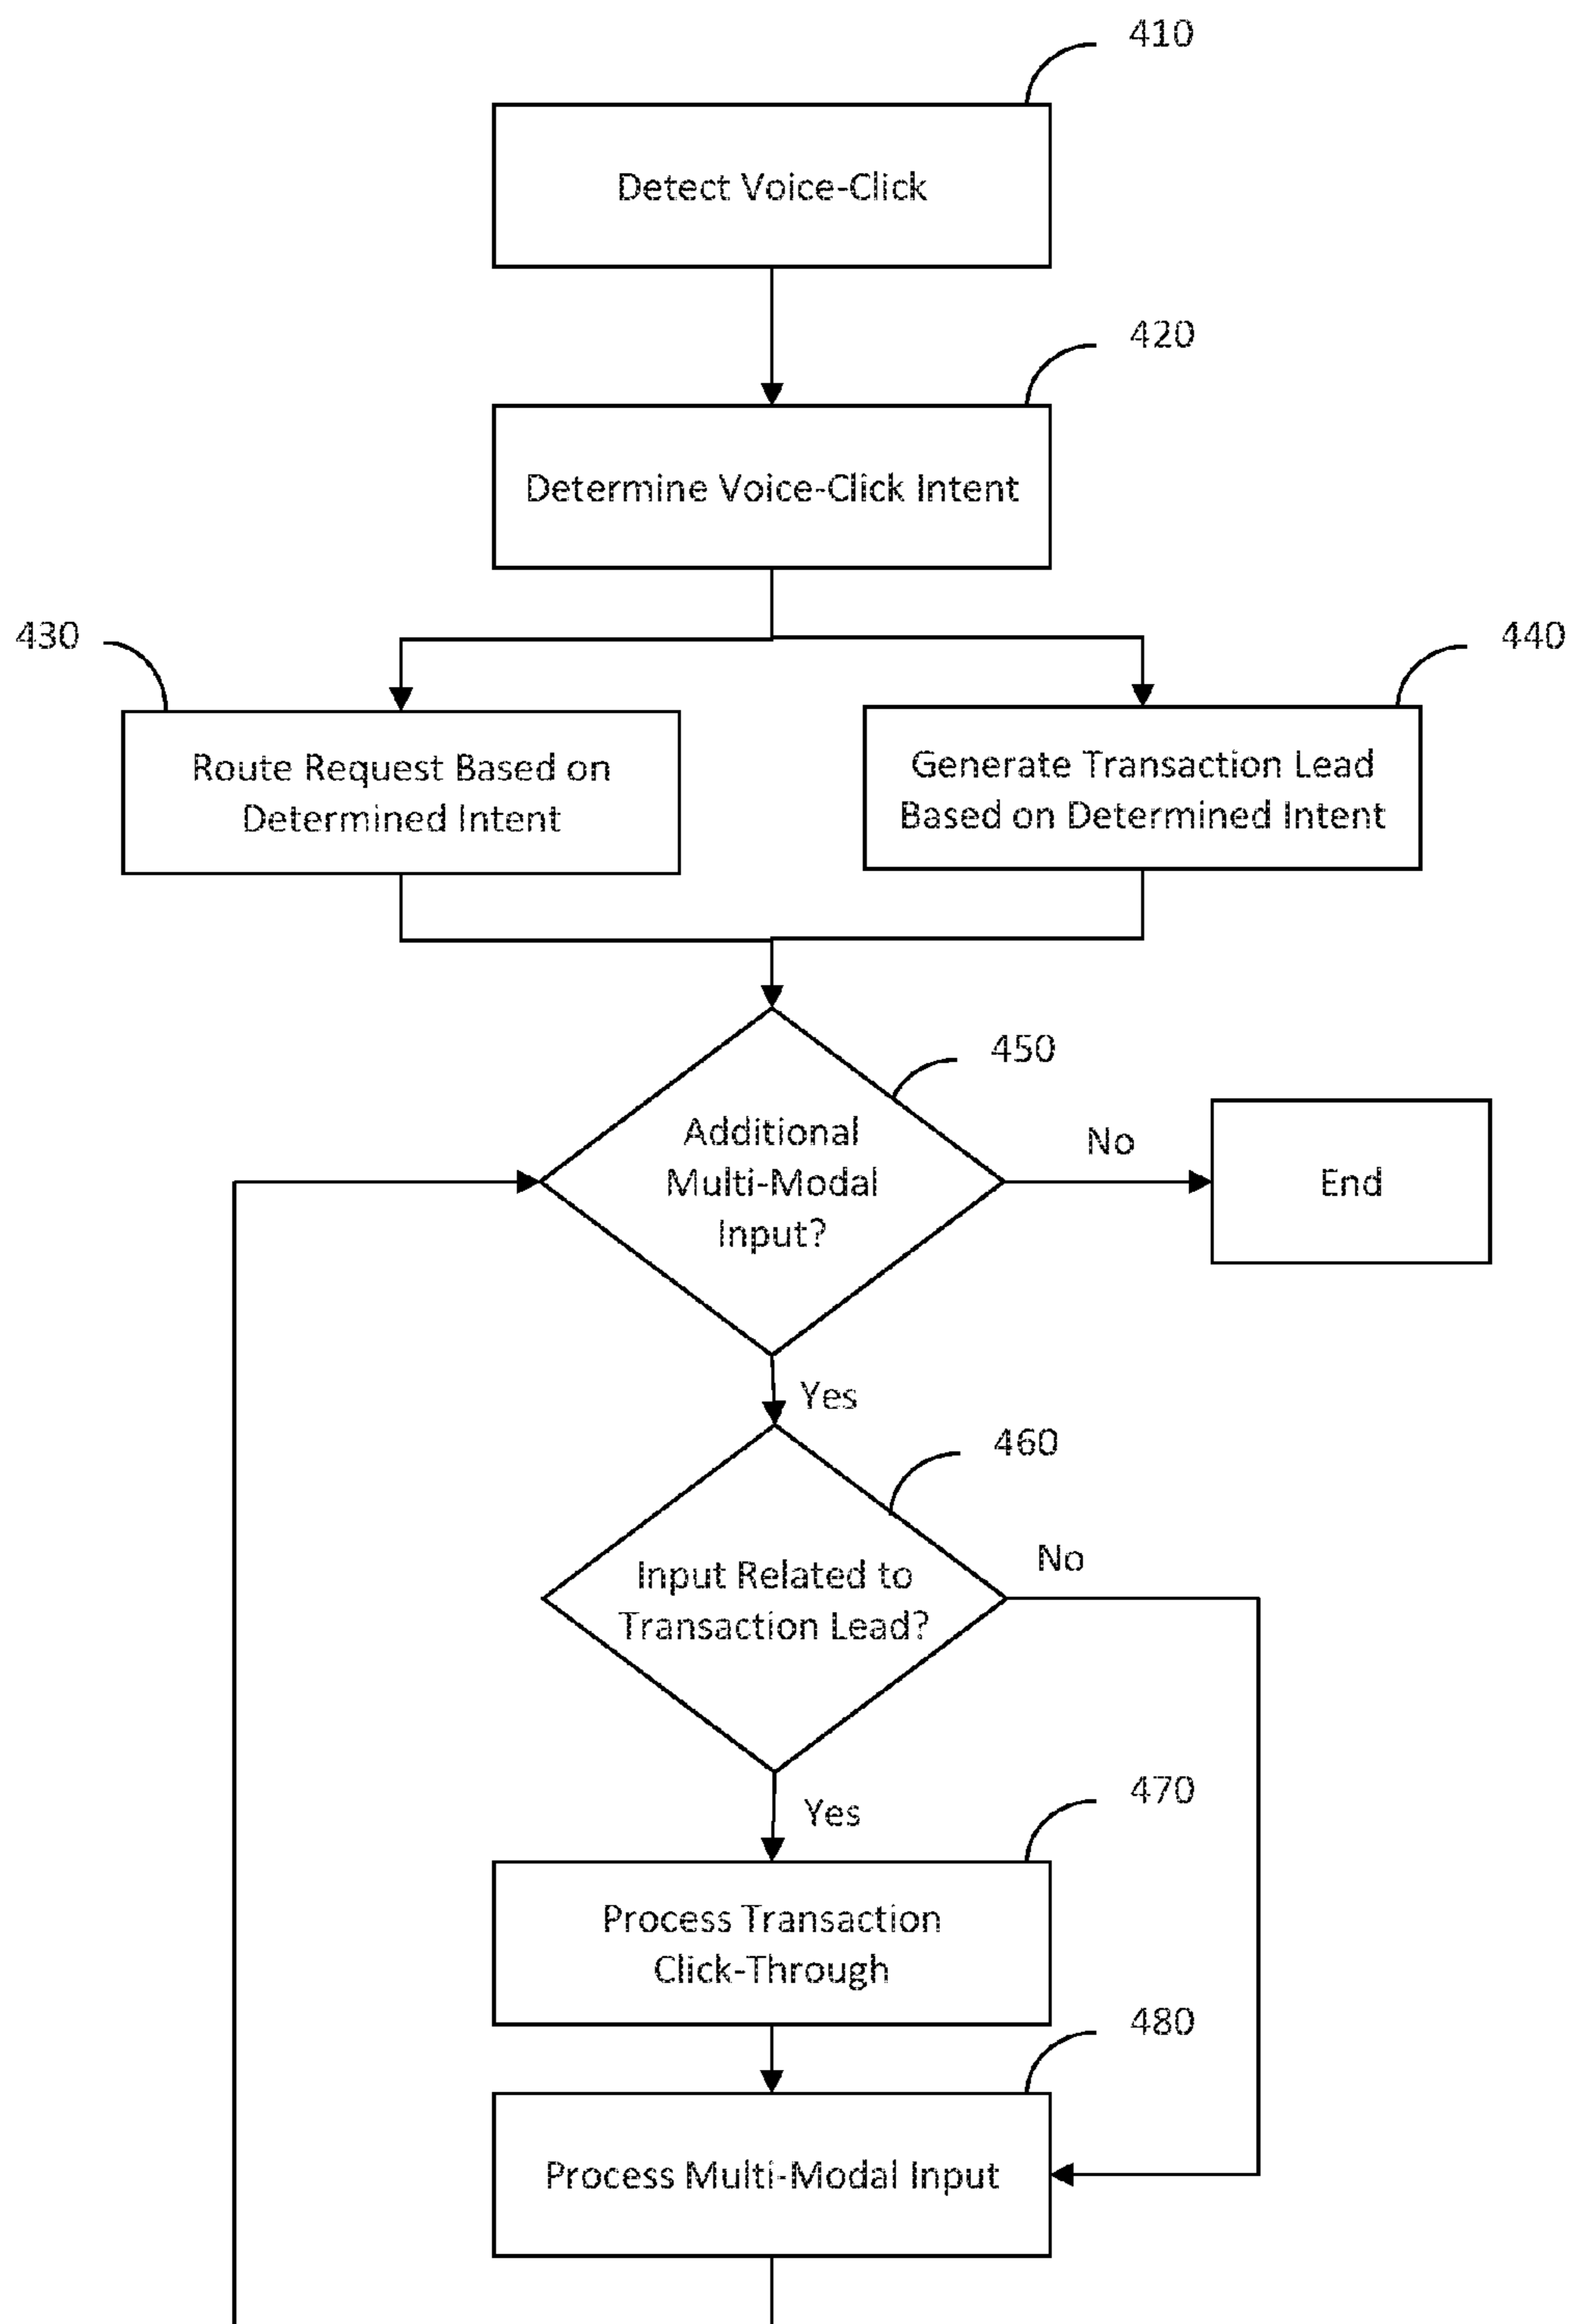 410
Detect Voice-Click
420
Determine Voice-Click Intent
430
440
Route Request Based on
Determined Intent
Generate Transaction Lead
Based on Determined Intent
450
Additional
Multi-Modal
Input?
No
End
Yes
460
Input Related to
Transaction Lead?
No
Yes
470
Process Transaction
Click-Through
480
Process Multi-Modal Input